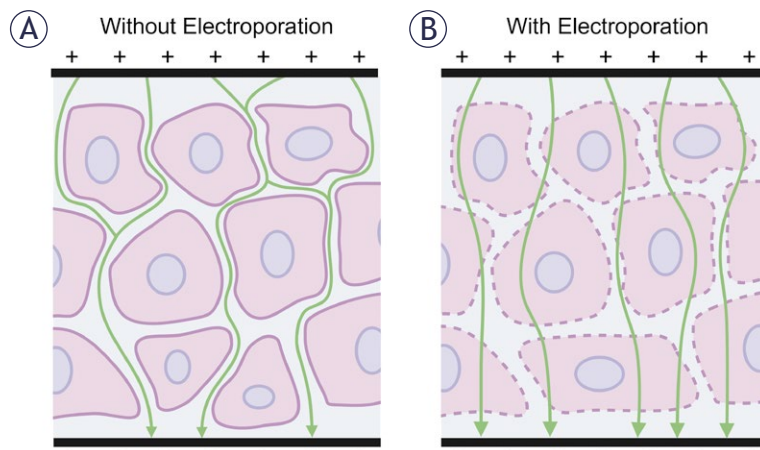 A Without Electroporation
+ + + + + + +
B With Electroporation
+ + + + + + +